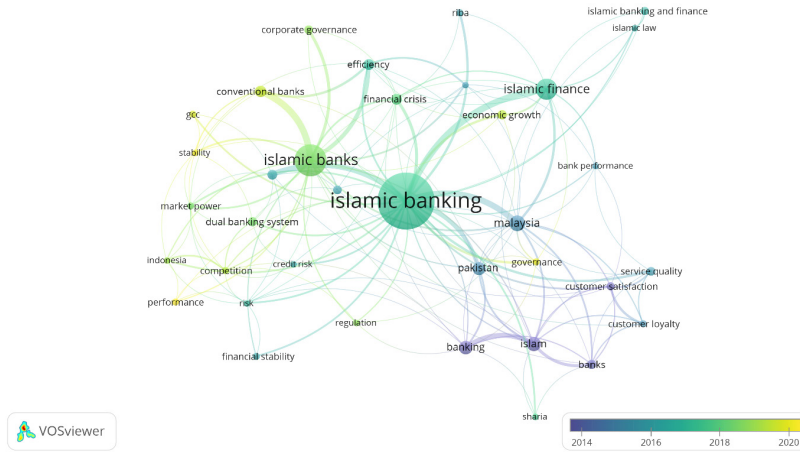 riba
islamic banking and finance
corporate governance
islamic law
efficiency
conventional banks
islamic finance
financial crisis
gcc
economic growth
stability
islamic banks
bank performance
islamic banking
market power
dual banking system
malaysia
indonesia
competition
credit risk
pakistan
governance
service quality
customer satisfaction
performance
risk
regulation
customer loyalty
banking
islam
financial stability
banks
sharia
VOSviewer
2014 2016 2018 2020